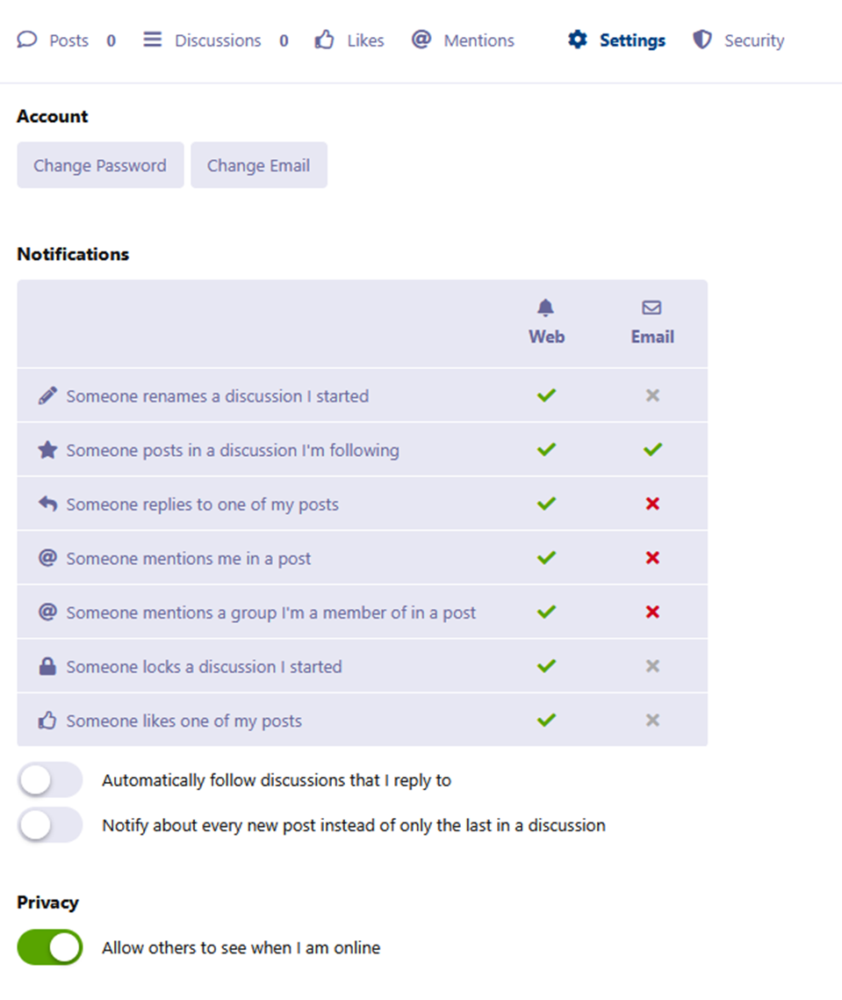 Posts 0 Discussions 0 Likes Mentions Settings Security
Account
Change Password Change Email
Notifications
Web Email
Someone renames a discussion I started
Someone posts in a discussion I'm following
Someone replies to one of my posts
Someone mentions me in a post
Someone mentions a group I'm a member of in a post
Someone locks a discussion I started
Someone likes one of my posts
Automatically follow discussions that I reply to
Notify about every new post instead of only the last in a discussion
Privacy
Allow others to see when I am online